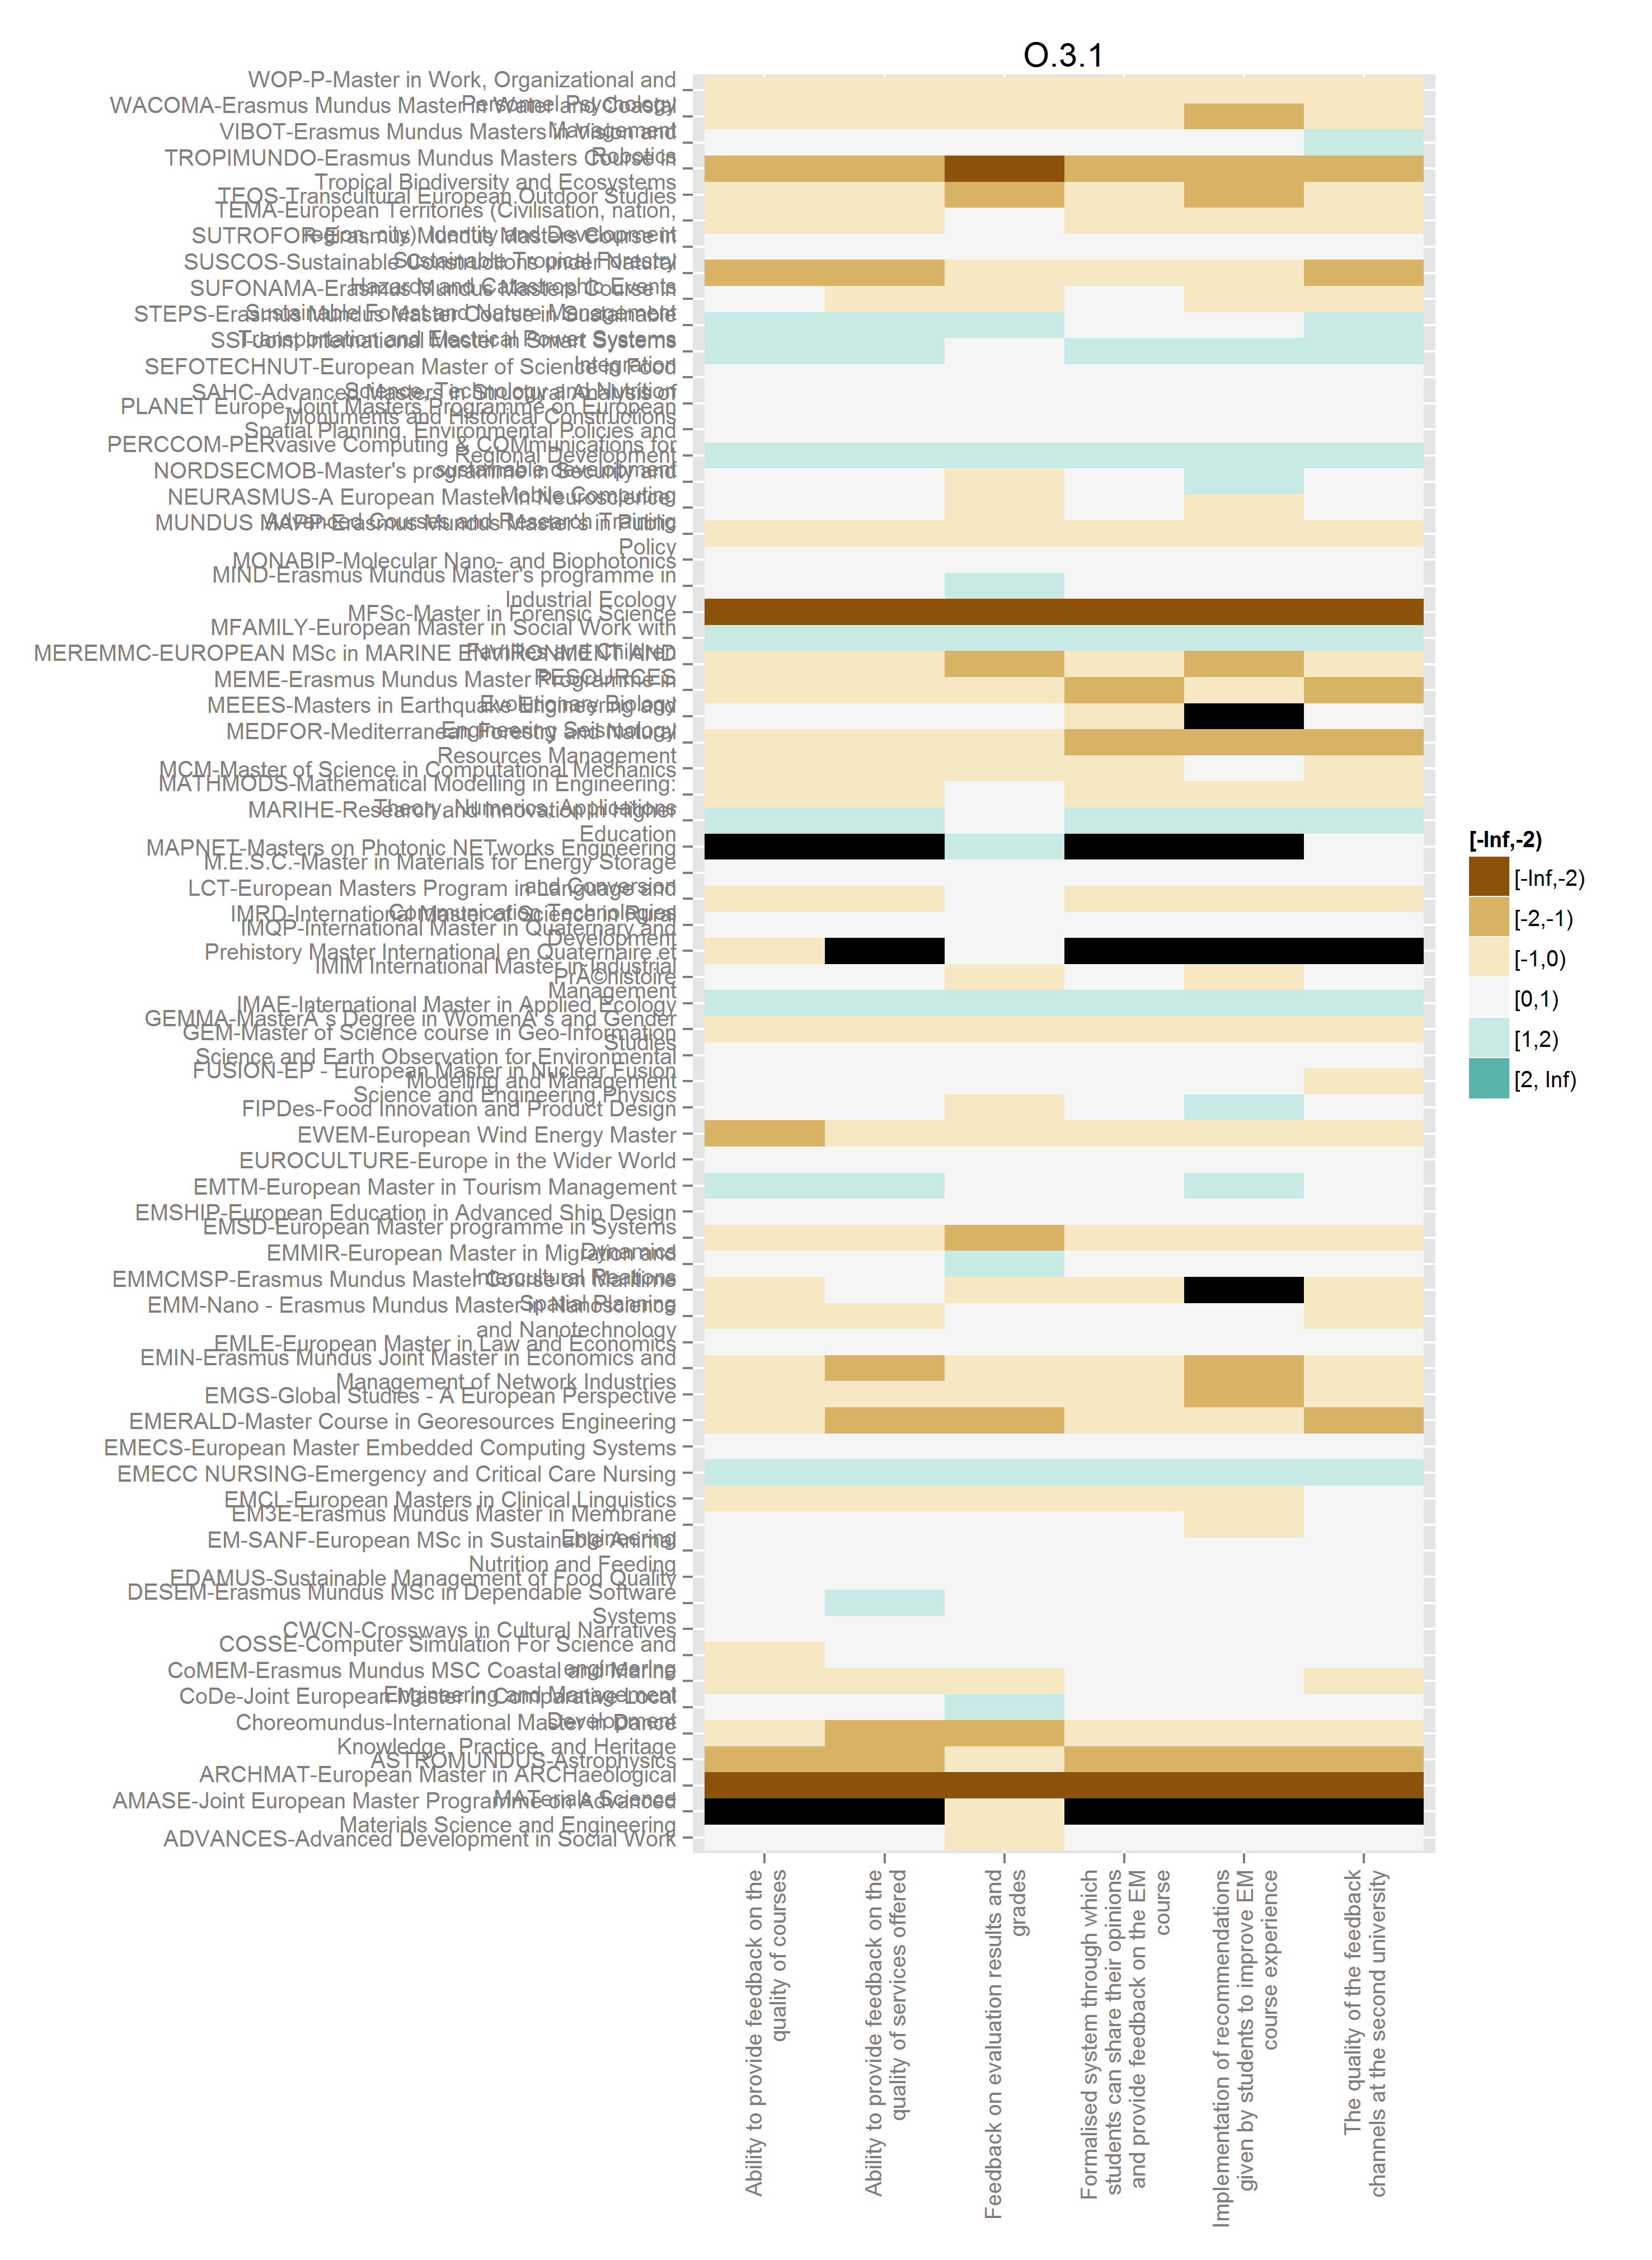 O.3.1
WOP-P-Master in Work, Organizational and
Personnel Psychology
WACOMA-Erasmus Mundus Master in Water and Coastal
Management
VIBOT-Erasmus Mundus Masters in Vision and
Robotics
TROPIMUNDO-Erasmus Mundus Masters Course in
Tropical Biodiversity and Ecosystems
TEOS-Transcultural European Outdoor Studies
TEMA-European Territories (Civilisation, nation,
region, city) Identity and Development
SUTROFOR-Erasmus Mundus Masters Course in
Sustainable Tropical Forestry
SUSCOS-Sustainable Constructions under Natural
Hazards and Catastrophic Events
SUFONAMA-Erasmus Mundus Masters Course in
Sustainable Forest and Nature Management
STEPS-Erasmus Mundus Master Course in Sustainable
Transportation and Electrical Power Systems
SSI-Joint International Master in Smart Systems
Integration
SEFOTECHNUT-European Master of Science in Food
Science, Technology and Nutrition
SAHC-Advanced Masters in Structural Analysis of
Monuments and Historical Constructions
PLANET Europe-Joint Masters Programme on European
Spatial Planning, Environmental Policies and
Regional Development
PERCCOM-PERvasive Computing & COMmunications for
sustainable development
NORDSECMOB-Master's programme in Security and
Mobile Computing
NEURASMUS-A European Master in Neuroscience:
Advanced Courses and Research Training
MUNDUS MAPP-Erasmus Mundus Master's in Public
Policy
MONABIP-Molecular Nano- and Biophotonics
MIND-Erasmus Mundus Master's programme in
Industrial Ecology
MFSc-Master in Forensic Science
MFAMILY-European Master in Social Work with
Families and Children
MEREMMC-EUROPEAN MSc in MARINE ENVIRONMENT AND
RESOURCES
MEME-Erasmus Mundus Master Programme in
Evolutionary Biology
MEEES-Masters in Earthquake Engineering and
Engineering Seismology
MEDFOR-Mediterranean Forestry and Natural
Resources Management
MCM-Master of Science in Computational Mechanics
MATHMODS-Mathematical Modelling in Engineering:
Theory, Numerics, Applications
MARIHE-Research and Innovation in Higher
Education
MAPNET-Masters on Photonic NETworks Engineering
M.E.S.C.-Master in Materials for Energy Storage
and Conversion
LCT-European Masters Program in Language and
Communication Technologies
IMRD-International Master of Science in Rural
Development
IMQP-International Master in Quaternary and
Prehistory Master International en Quaternaire et
PrÃ©histoire
IMIM International Master in Industrial
Management
IMAE-International Master in Applied Ecology
GEMMA-MasterÂ´s Degree in WomenÂ´s and Gender
Studies
GEM-Master of Science course in Geo-Information
Science and Earth Observation for Environmental
Modelling and Management
FUSION-EP - European Master in Nuclear Fusion
Science and Engineering Physics
FIPDes-Food Innovation and Product Design
EWEM-European Wind Energy Master
EUROCULTURE-Europe in the Wider World
EMTM-European Master in Tourism Management
EMSHIP-European Education in Advanced Ship Design
EMSD-European Master programme in Systems
Dynamics
EMMIR-European Master in Migration and
Intercultural Reations
EMMCMSP-Erasmus Mundus Master Course on Maritime
Spatial Planning
EMM-Nano - Erasmus Mundus Master in Nanoscience
and Nanotechnology
EMLE-European Master in Law and Economics
EMIN-Erasmus Mundus Joint Master in Economics and
Management of Network Industries
EMGS-Global Studies - A European Perspective
EMERALD-Master Course in Georesources Engineering
EMECS-European Master Embedded Computing Systems
EMECC NURSING-Emergency and Critical Care Nursing
EMCL-European Masters in Clinical Linguistics
EM3E-Erasmus Mundus Master in Membrane
Engineering
EM-SANF-European MSc in Sustainable Animal
Nutrition and Feeding
EDAMUS-Sustainable Management of Food Quality
DESEM-Erasmus Mundus MSc in Dependable Software
Systems
CWCN-Crossways in Cultural Narratives
COSSE-Computer Simulation For Science and
engineering
CoMEM-Erasmus Mundus MSC Coastal and Marine
Engineering and Management
CoDe-Joint European Master in Comparative Local
Development
Choreomundus-International Master in Dance
Knowledge, Practice, and Heritage
ASTROMUNDUS-Astrophysics
ARCHMAT-European Master in ARCHaeological
MATerials Science
AMASE-Joint European Master Programme on Advanced
Materials Science and Engineering
ADVANCES-Advanced Development in Social Work
Ability to provide feedback on the
quality of courses
Ability to provide feedback on the
quality of services offered
Feedback on evaluation results and
grades
Formalised system through which
students can share their opinions
and provide feedback on the EM
course
Implementation of recommendations
given by students to improve EM
course experience
The quality of the feedback
channels at the second university
[-Inf,-2)
[-Inf,-2)
[-2,-1)
[-1,0)
[0,1)
[1,2)
[2, Inf)